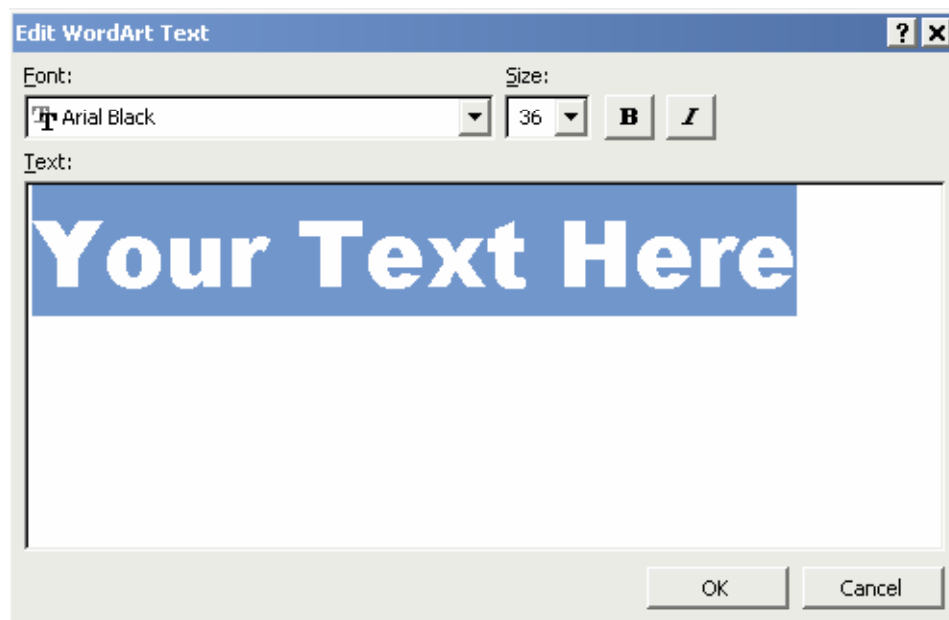 Edit WordArt Text
Font: Size:
Arial Black 36 B I
Text:
Your Text Here
OK Cancel